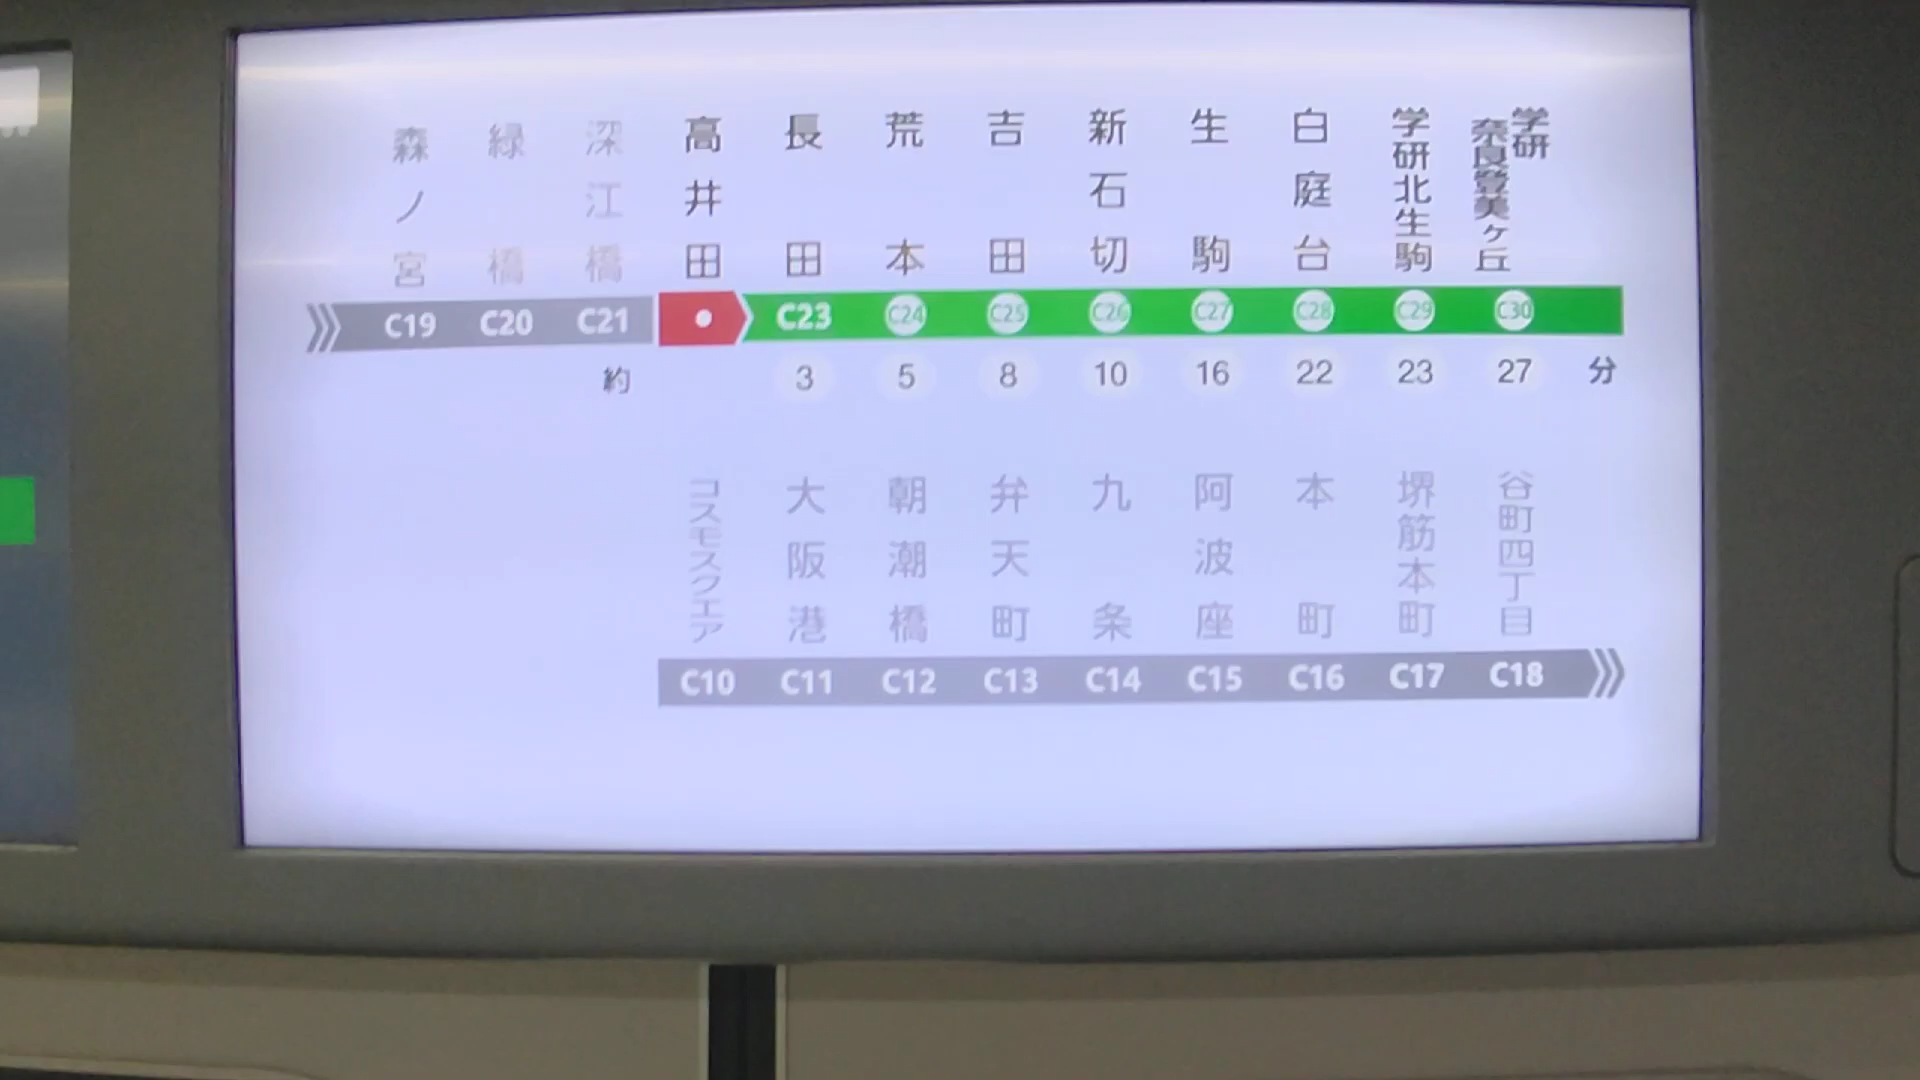 森ノ宮
緑橋
深江橋
高井田
長田
荒本
吉田
新石切
生駒
白庭台
学研北生駒
学研
奈良登美ヶ丘
C19 C20 C21 C23 C24 C25 C26 C27 C28 C29 C30
約 3 5 8 10 16 22 23 27 分
コスモスクエア
大阪港
朝潮橋
弁天町
九条
阿波座
本町
堺筋本町
谷町四丁目
C10 C11 C12 C13 C14 C15 C16 C17 C18